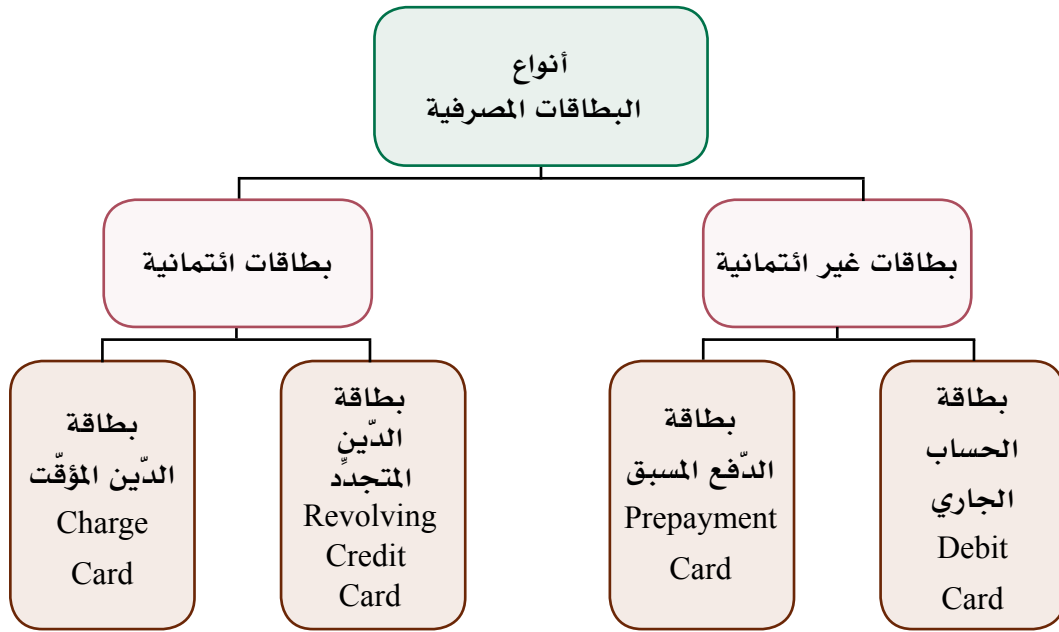 أنواع
البطاقات المصرفية
بطاقات غير ائتمانية
بطاقات ائتمانية
بطاقة
الحساب
الجاري
Debit
Card
بطاقة
الدّفع المسبق
Prepayment
Card
بطاقة
الدّينِ
المتجدِّد
Revolving
Credit
Card
بطاقة
الدّين المؤقّت
Charge
Card